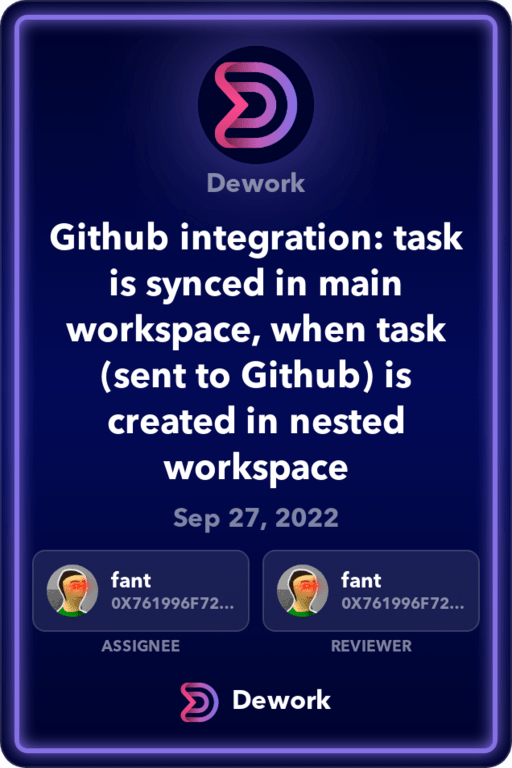 Dework
Github integration: task
is synced in main
workspace, when task
(sent to Github) is
created in nested
workspace
Sep 27, 2022
fant
0X761996F72...
ASSIGNEE
fant
0X761996F72...
REVIEWER
Dework